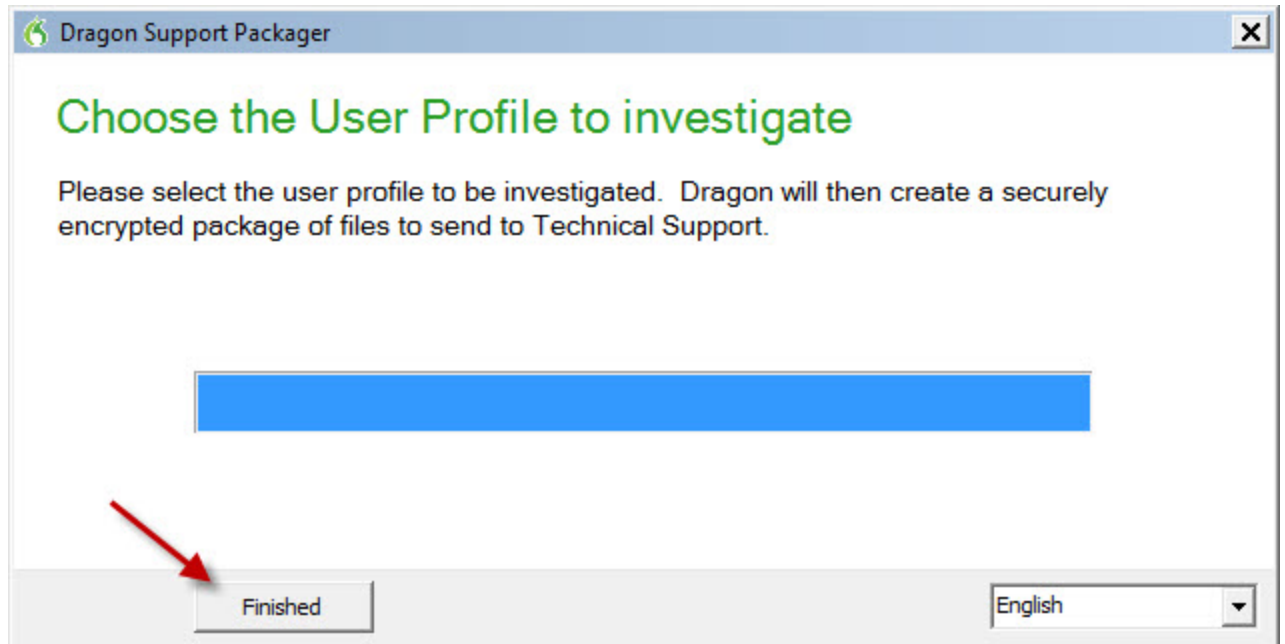 Dragon Support Packager
Choose the User Profile to investigate
Please select the user profile to be investigated.  Dragon will then create a securely
encrypted package of files to send to Technical Support.
Finished
English